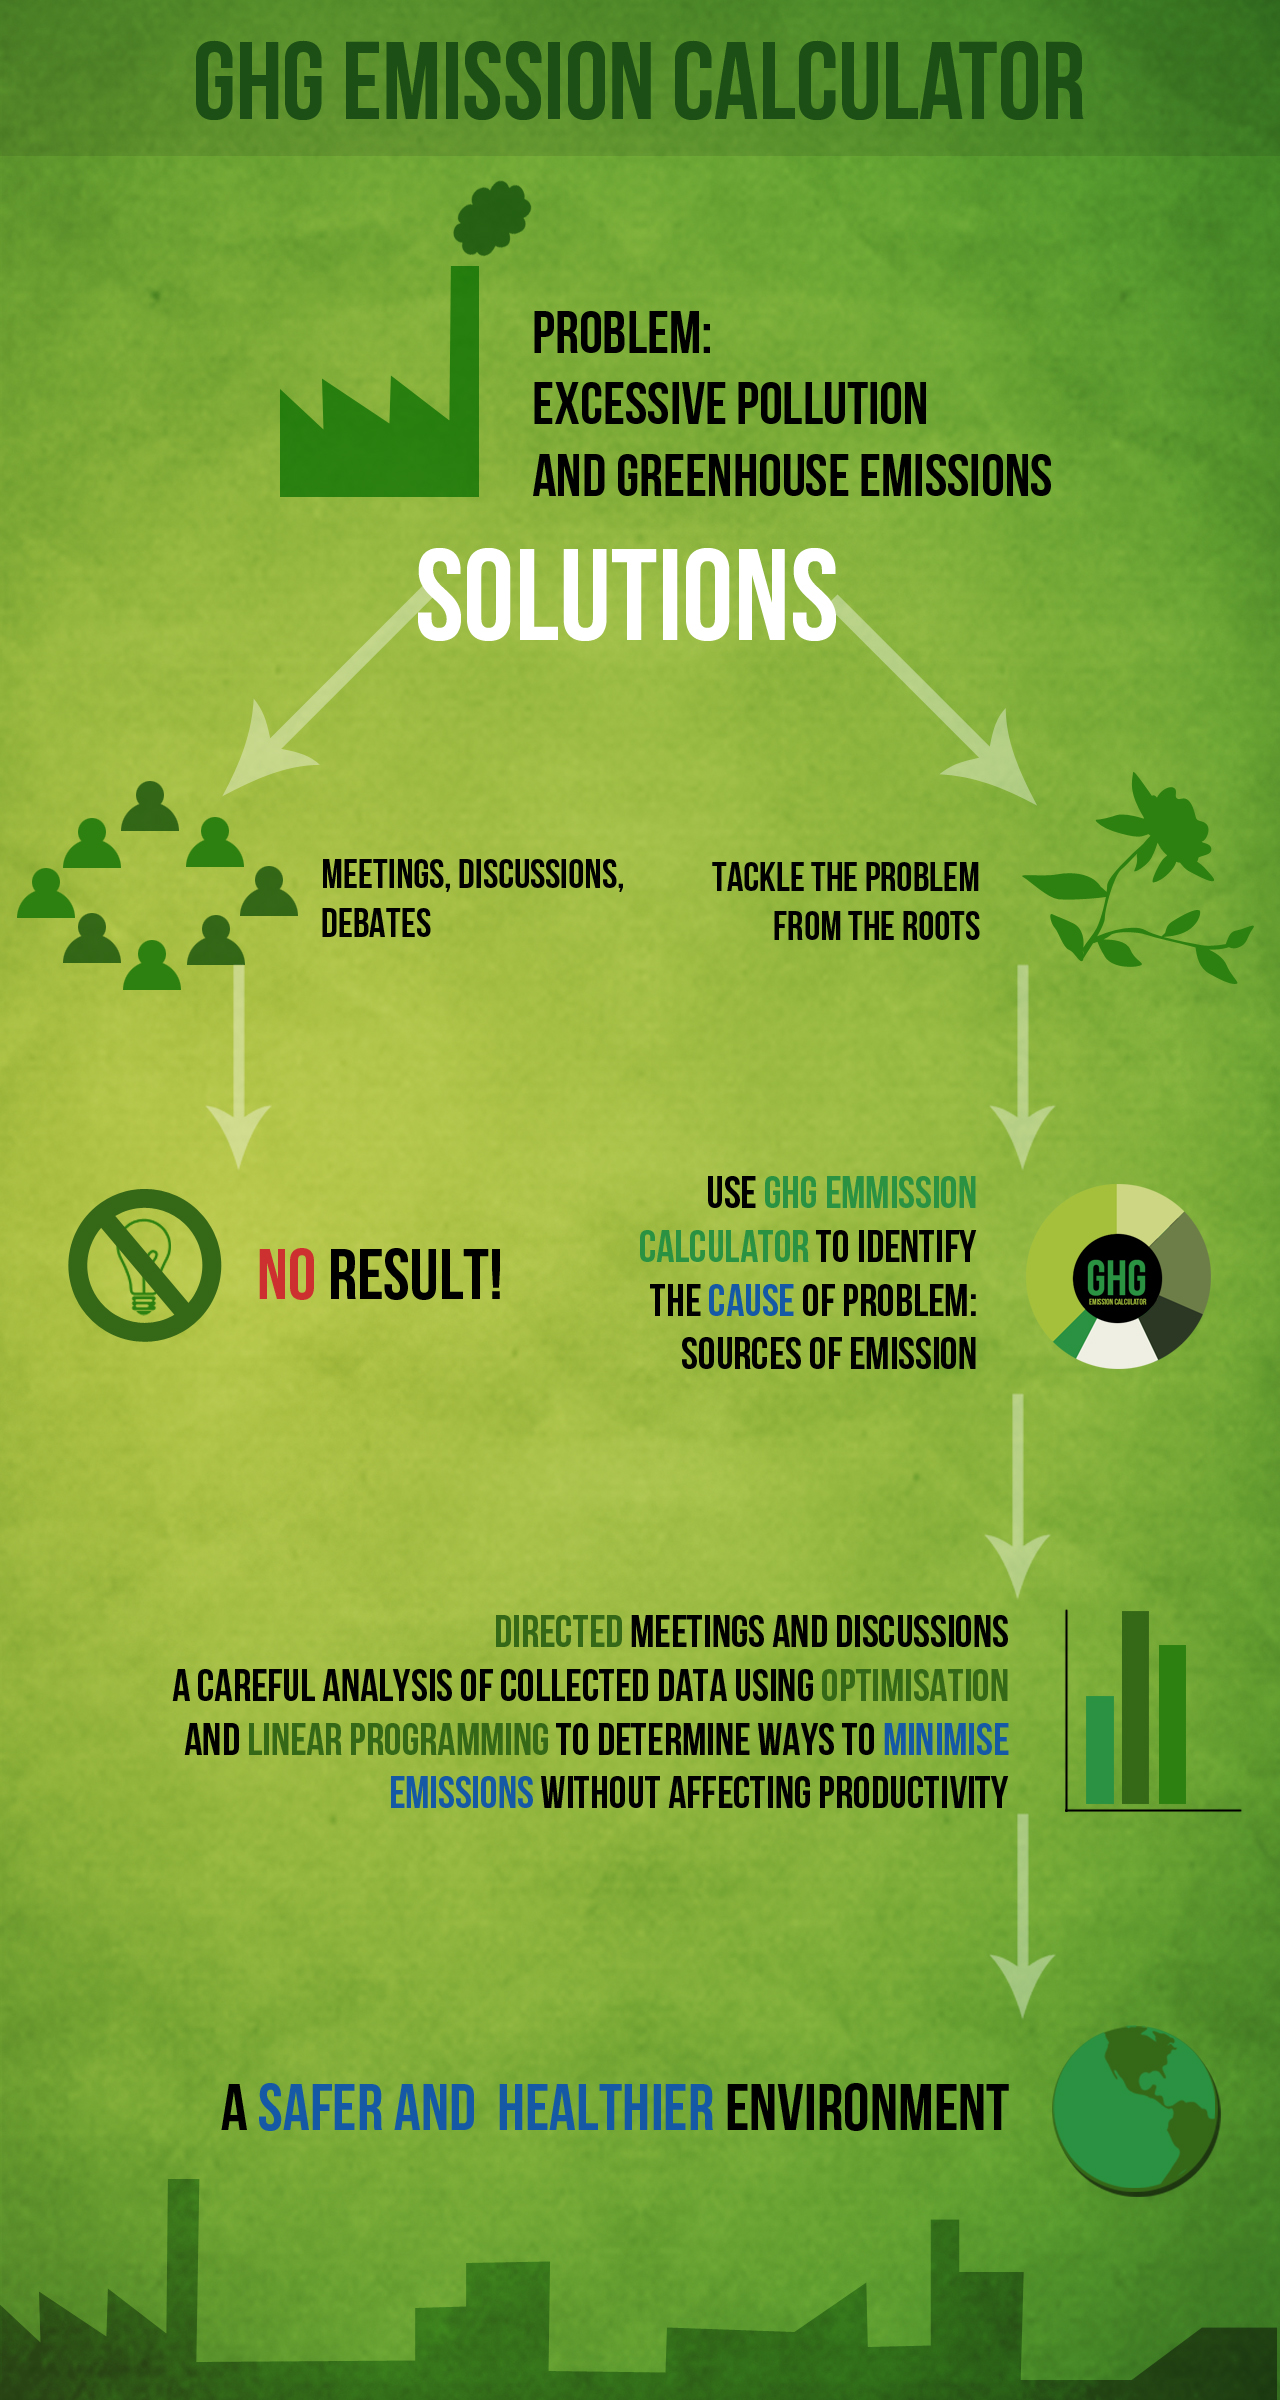 GHG EMISSION CALCULATOR
PROBLEM:
EXCESSIVE POLLUTION
AND GREENHOUSE EMISSIONS
SOLUTIONS
MEETINGS, DISCUSSIONS,
DEBATES
TACKLE THE PROBLEM
FROM THE ROOTS
NO RESULT!
USE GHG EMMISSION
CALCULATOR TO IDENTIFY
THE CAUSE OF PROBLEM:
SOURCES OF EMISSION
GHG
EMISSION CALCULATOR
DIRECTED MEETINGS AND DISCUSSIONS
A CAREFUL ANALYSIS OF COLLECTED DATA USING OPTIMISATION
AND LINEAR PROGRAMMING TO DETERMINE WAYS TO MINIMISE
EMISSIONS WITHOUT AFFECTING PRODUCTIVITY
A SAFER AND HEALTHIER ENVIRONMENT